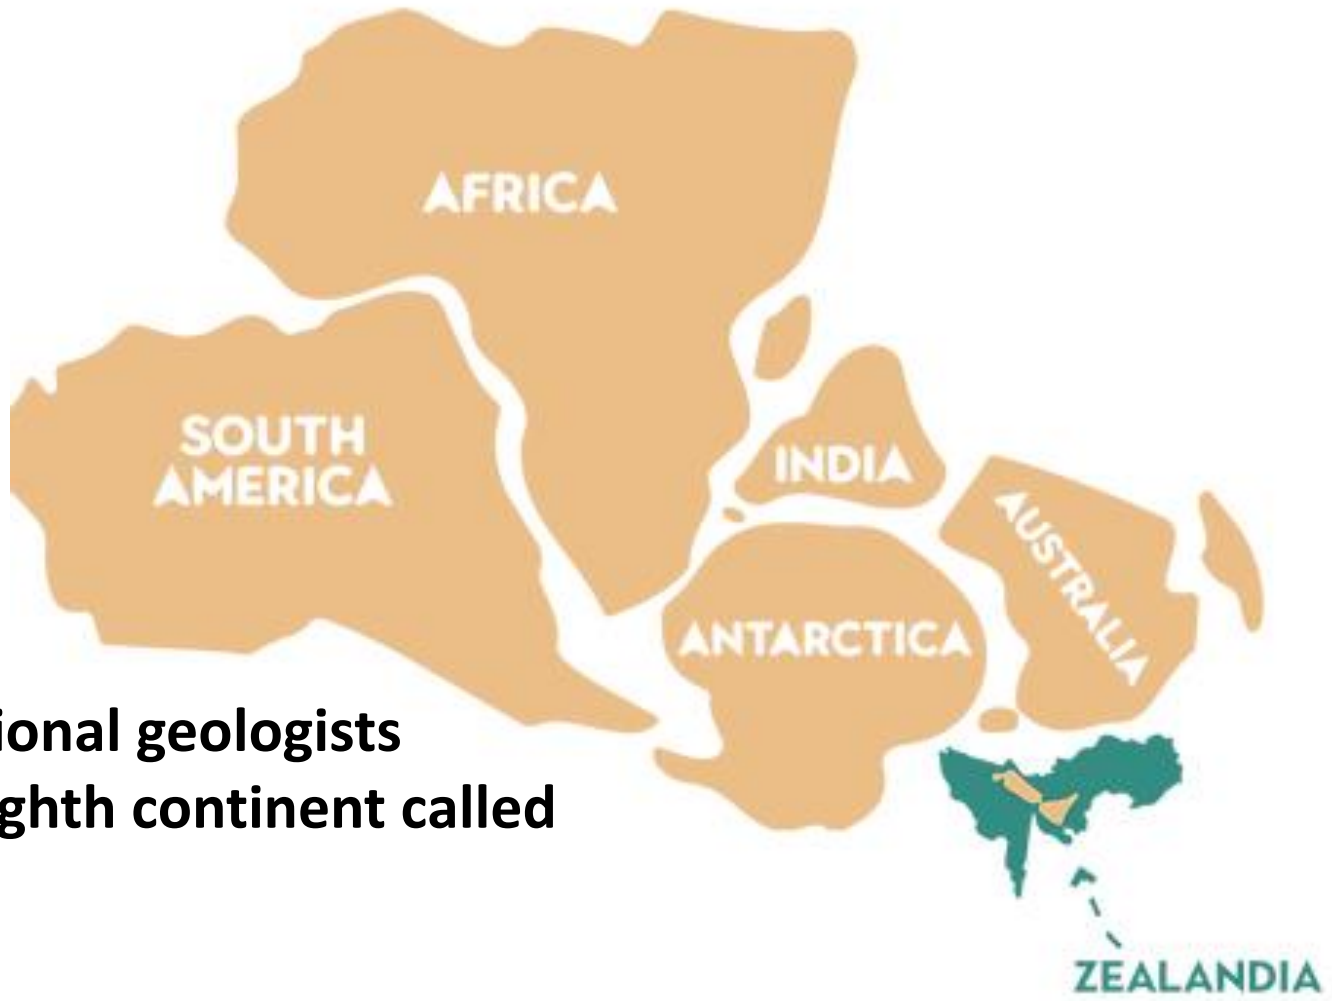 AFRICA
SOUTH
AMERICA
INDIA
AUSTRALIA
ANTARCTICA
ional geologists
ghth continent called
ZEALANDIA